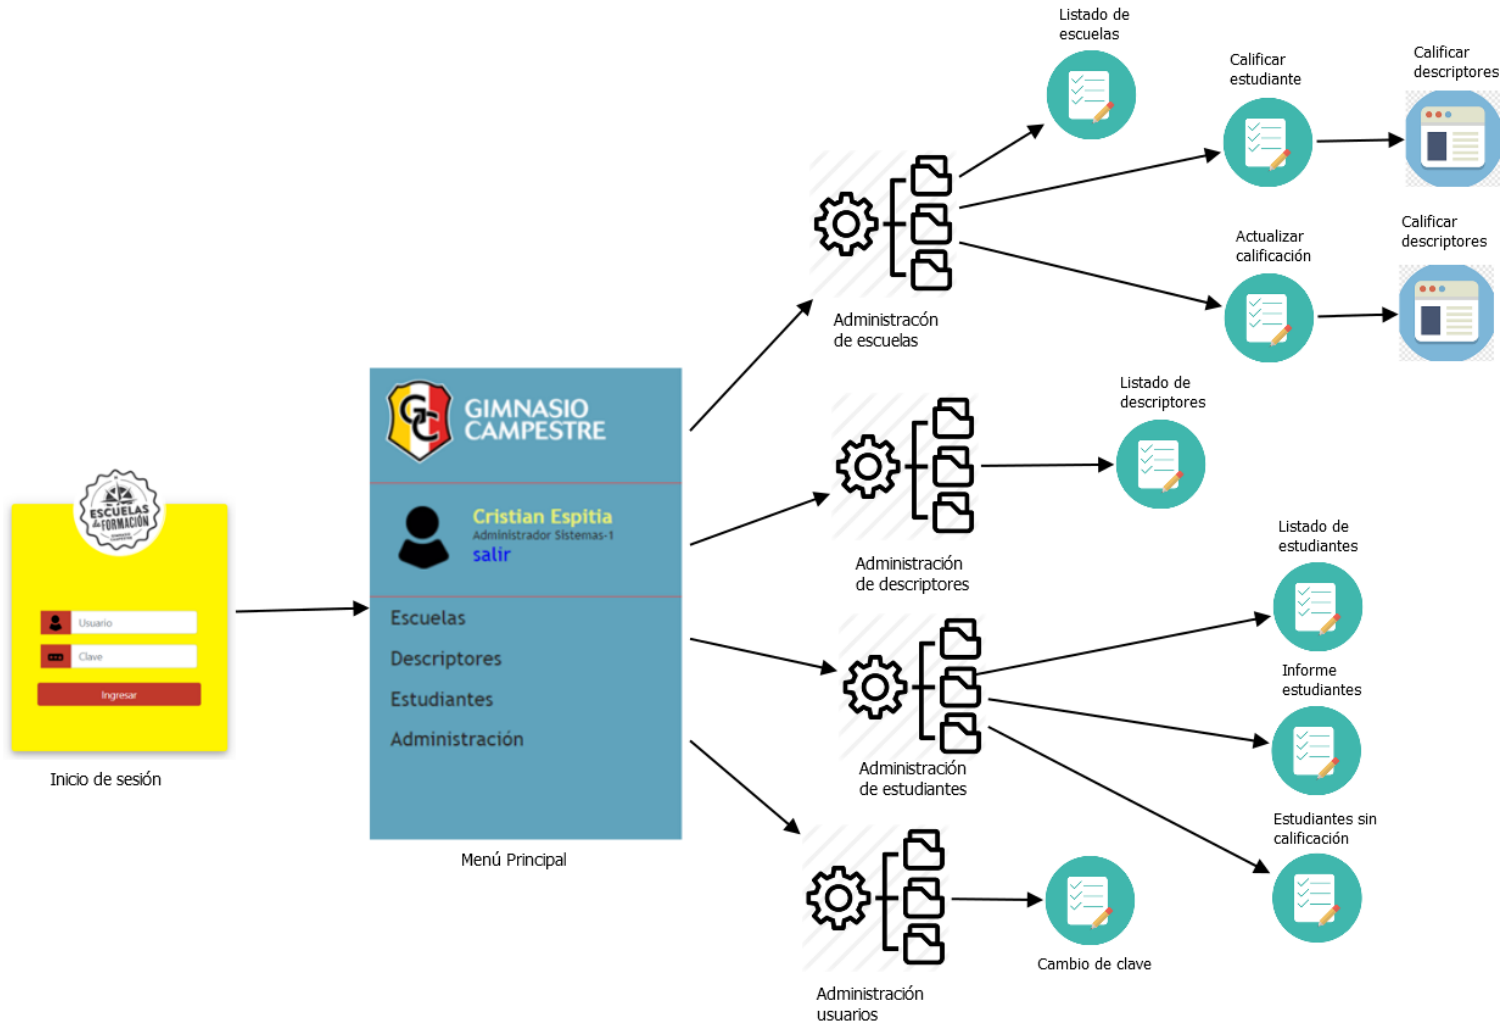 ESCUELAS
de FORMACIÓN
GIMNASIO
CAMPESTRE
Usuario
Clave
Ingresar
Inicio de sesión
GC
GIMNASIO
CAMPESTRE
Cristian Espitia
Administrador Sistemas-1
salir
Escuelas
Descriptores
Estudiantes
Administración
Menú Principal
Administracón
de escuelas
Listado de
escuelas
Calificar
estudiante
Calificar
descriptores
Actualizar
calificación
Calificar
descriptores
Administración
de descriptores
Listado de
descriptores
Administración
de estudiantes
Listado de
estudiantes
Informe
estudiantes
Estudiantes sin
calificación
Administración
usuarios
Cambio de clave